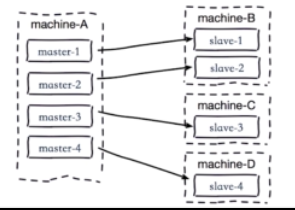 machine-A
master-1
master-2
master-3
master-4
machine-B
slave-1
slave-2
machine-C
slave-3
machine-D
slave-4